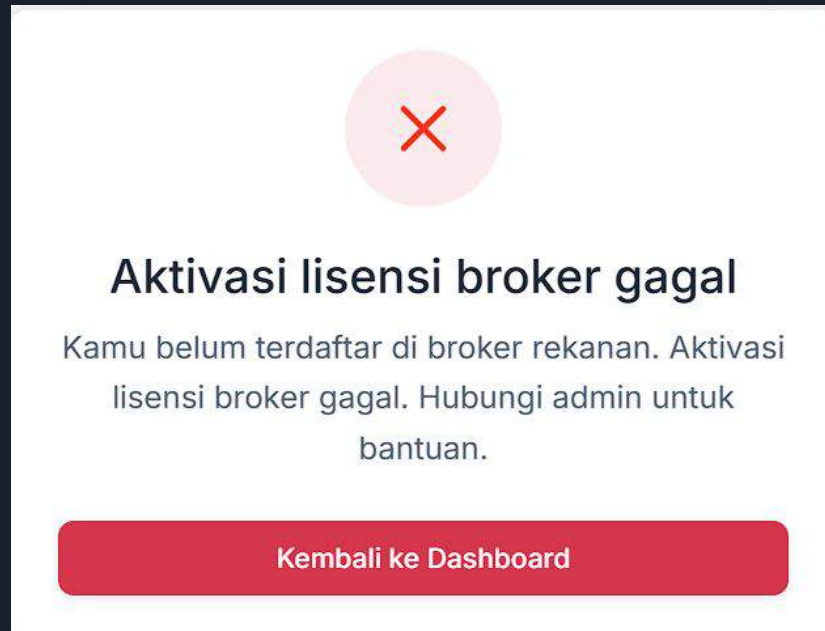 Aktivasi lisensi broker gagal
Kamu belum terdaftar di broker rekanan. Aktivasi
lisensi broker gagal. Hubungi admin untuk
bantuan.
Kembali ke Dashboard